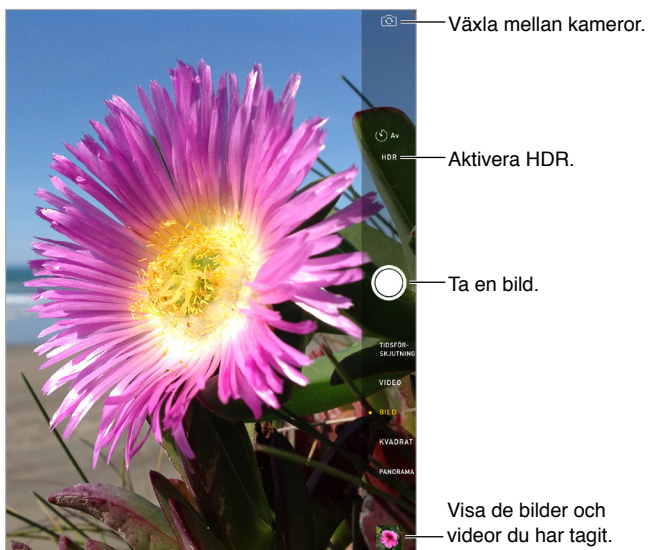 Växla mellan kameror.
Av
HDR
Aktivera HDR.
Ta en bild.
TIDSFÖR-
SKJUTNING
VIDEO
BILD
KVADRAT
PANORAMA
Visa de bilder och
videor du har tagit.